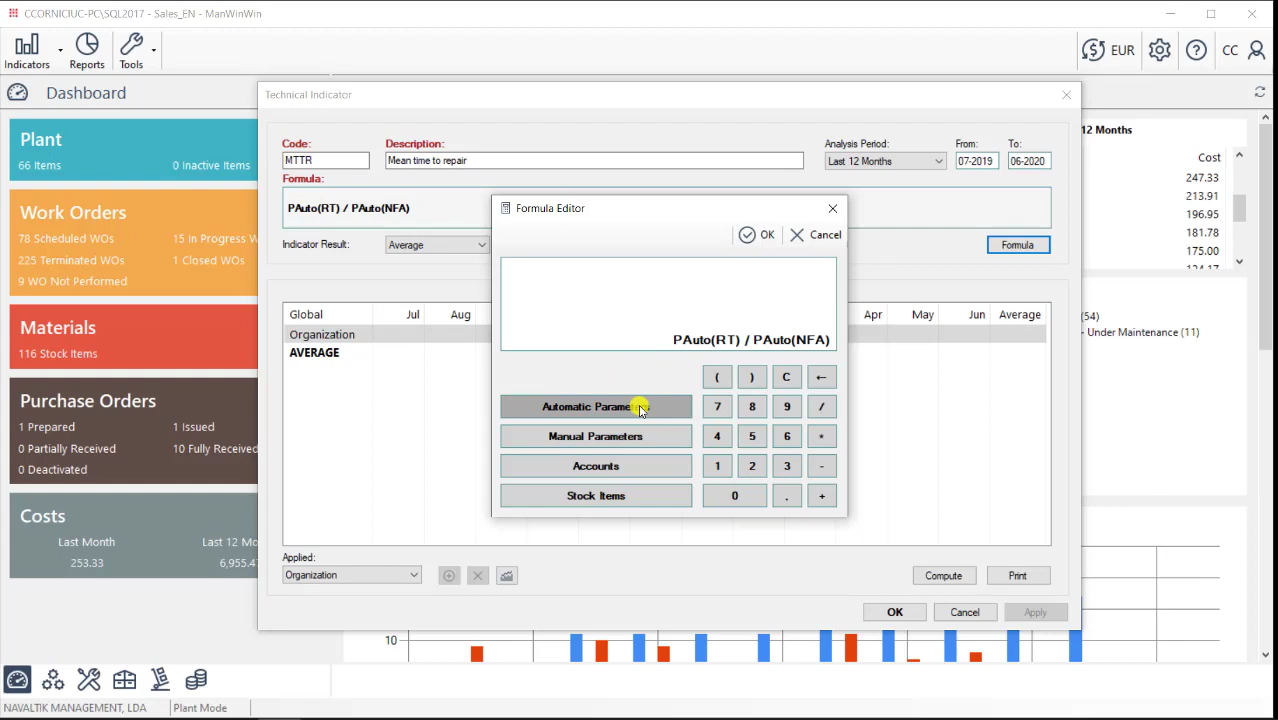 CCORNICIUC-PC\SQL2017 - Sales_EN - ManWinWin
Indicators
Reports
Tools
EUR
CC
Dashboard
Plant
66 Items
0 Inactive Items
Work Orders
78 Scheduled WOs
15 In Progress W
225 Terminated WOs
1 Closed WOs
9 WO Not Performed
Materials
116 Stock Items
Purchase Orders
1 Prepared
1 Issued
0 Partially Received
10 Fully Received
0 Deactivated
Costs
Last Month
Last 12 M
253.33
6,955.4
Technical Indicator
Code:
Description:
Analysis Period:
From:
To:
MTTR
Mean time to repair
Last 12 Months
07-2019
06-2020
Formula:
PAuto(RT) / PAuto(NFA)
Indicator Result:
Average
Formula
Global
Jul
Aug
Apr
May
Jun
Average
Organization
AVERAGE
Applied:
Organization
Compute
Print
OK
Cancel
Apply
Formula Editor
OK
Cancel
PAuto(RT) / PAuto(NFA)
( ) C ←
Automatic Parameters
7 8 9 /
Manual Parameters
4 5 6 *
Accounts
1 2 3 -
Stock Items
0 . +
12 Months
Cost
247.33
213.91
196.95
181.78
175.00
124.17
(54)
- Under Maintenance (11)
10
NAVALTIK MANAGEMENT, LDA
Plant Mode